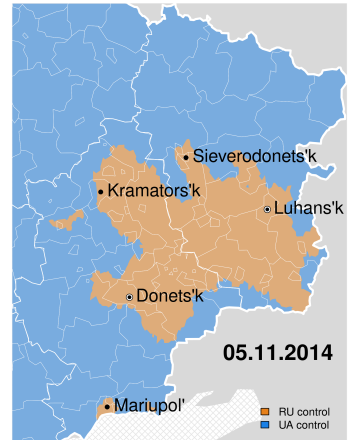 Sieverodonets'k
Kramators'k
Luhans'k
Donets'k
05.11.2014
Mariupol'
RU control
UA control